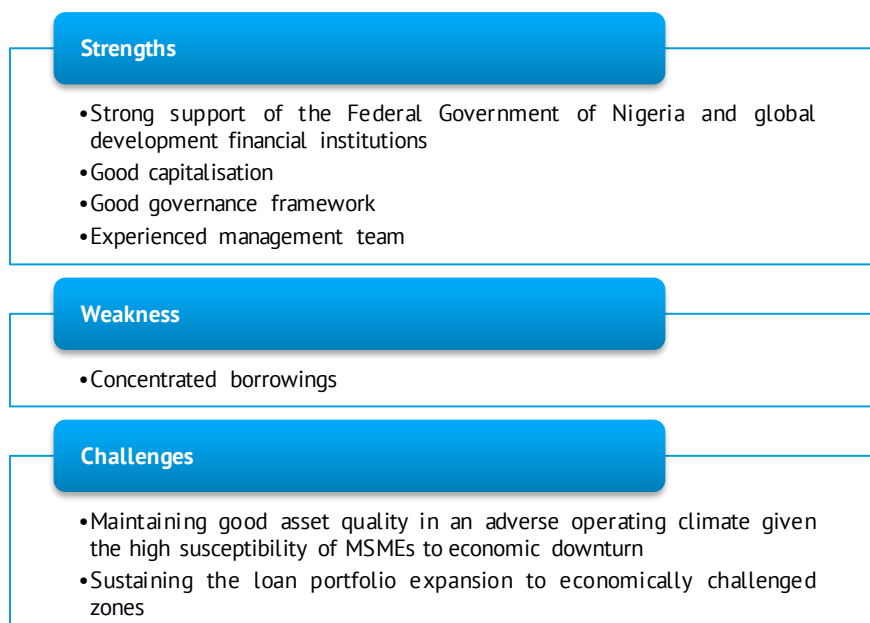 Strengths
•Strong support of the Federal Government of Nigeria and global
development financial institutions
•Good capitalisation
•Good governance framework
•Experienced management team
Weakness
•Concentrated borrowings
Challenges
•Maintaining good asset quality in an adverse operating climate given
the high susceptibility of MSMEs to economic downturn
•Sustaining the loan portfolio expansion to economically challenged
zones